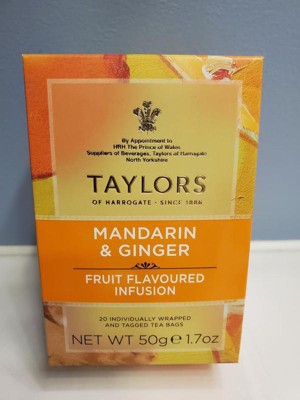 By Appointment to
HRH The Prince of Wales
Suppliers of Beverages, Taylors of Harrogate
North Yorkshire
TAYLORS
OF HARROGATE • SINCE 1886
MANDARIN
& GINGER
FRUIT FLAVOURED
INFUSION
20 INDIVIDUALLY WRAPPED
AND TAGGED TEA BAGS
NET WT 50g e 1.7oz